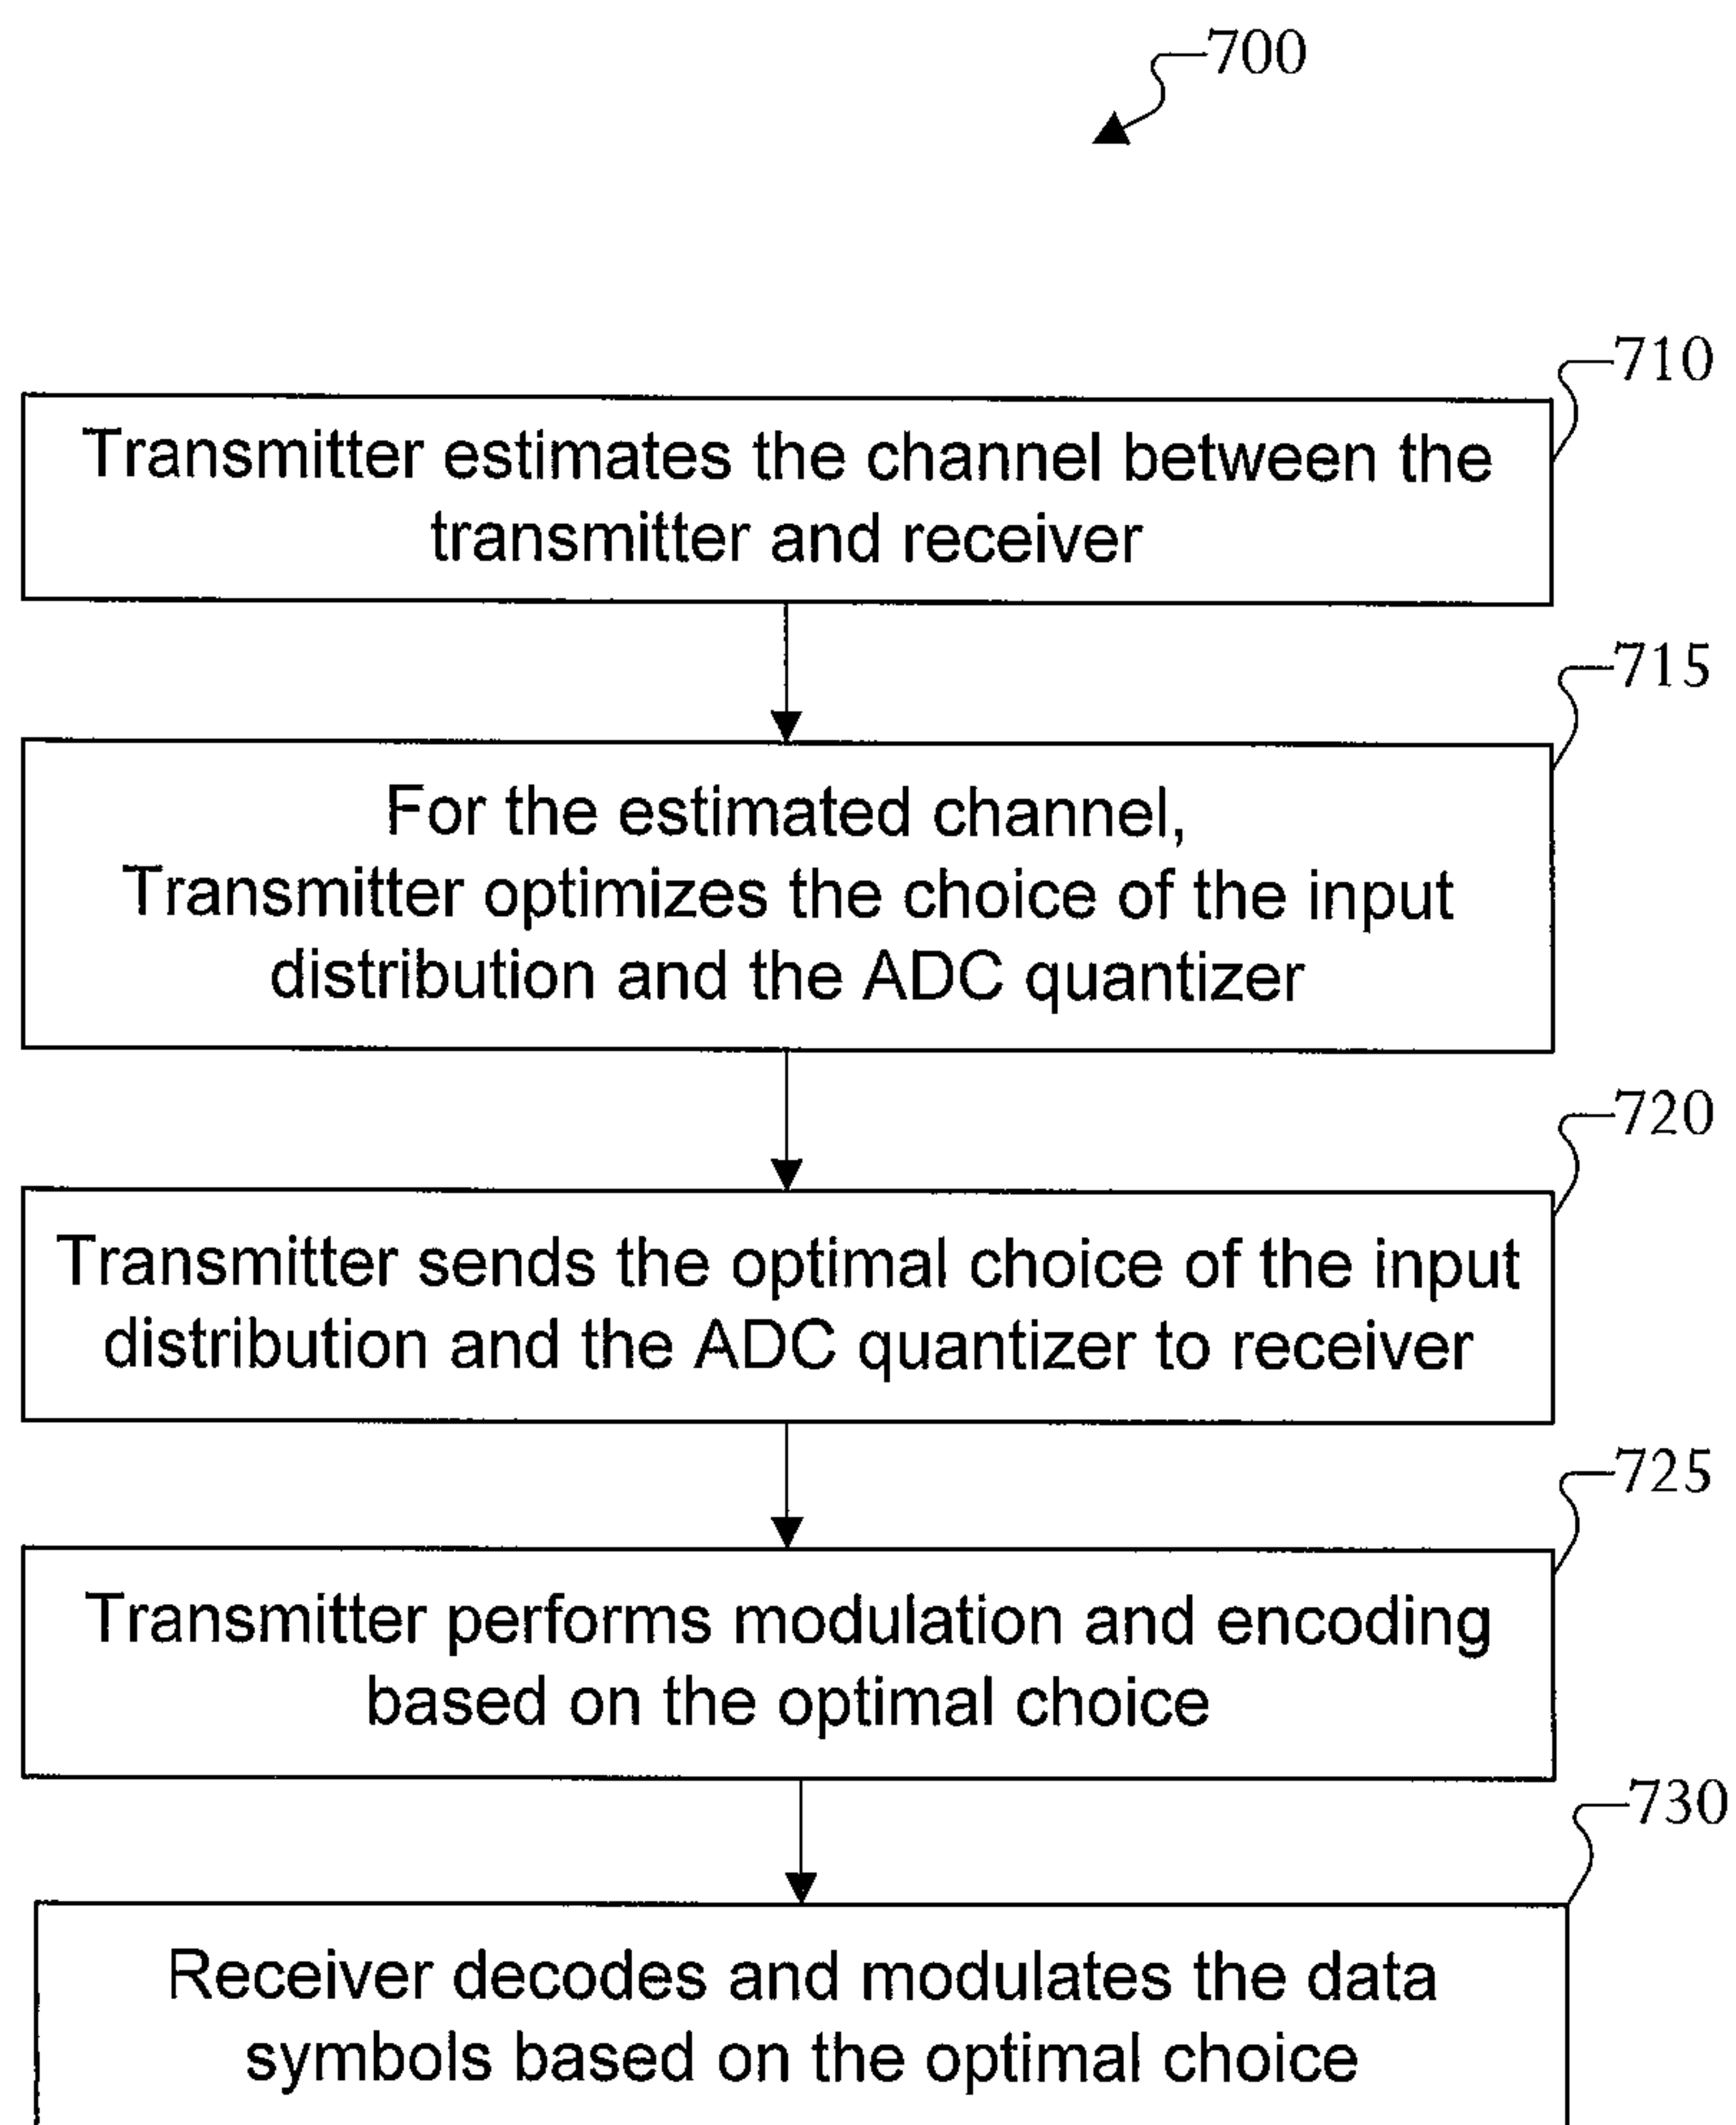 700
710
Transmitter estimates the channel between the
transmitter and receiver
715
For the estimated channel,
Transmitter optimizes the choice of the input
distribution and the ADC quantizer
720
Transmitter sends the optimal choice of the input
distribution and the ADC quantizer to receiver
725
Transmitter performs modulation and encoding
based on the optimal choice
730
Receiver decodes and modulates the data
symbols based on the optimal choice